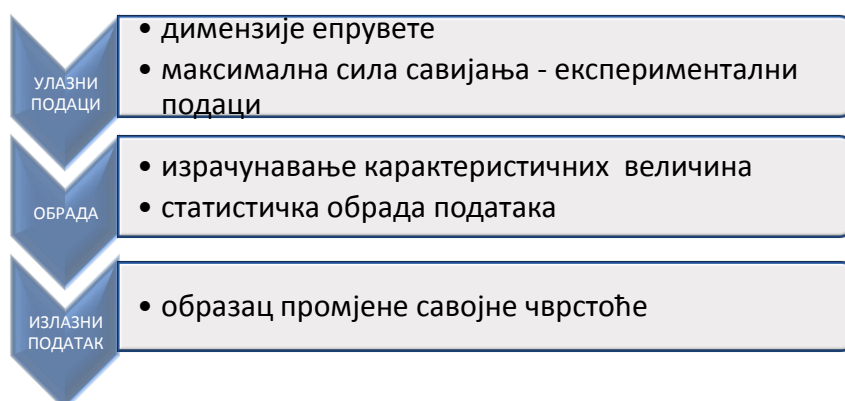 УЛАЗНИ
ПОДАЦИ
• димензије епрувете
• максимална сила савијања - експериментални
подаци
ОБРАДА
• израчунавање карактеристичних величина
• статистичка обрада података
ИЗЛАЗНИ
ПОДАТАК
• образац промјене савојне чврстоће